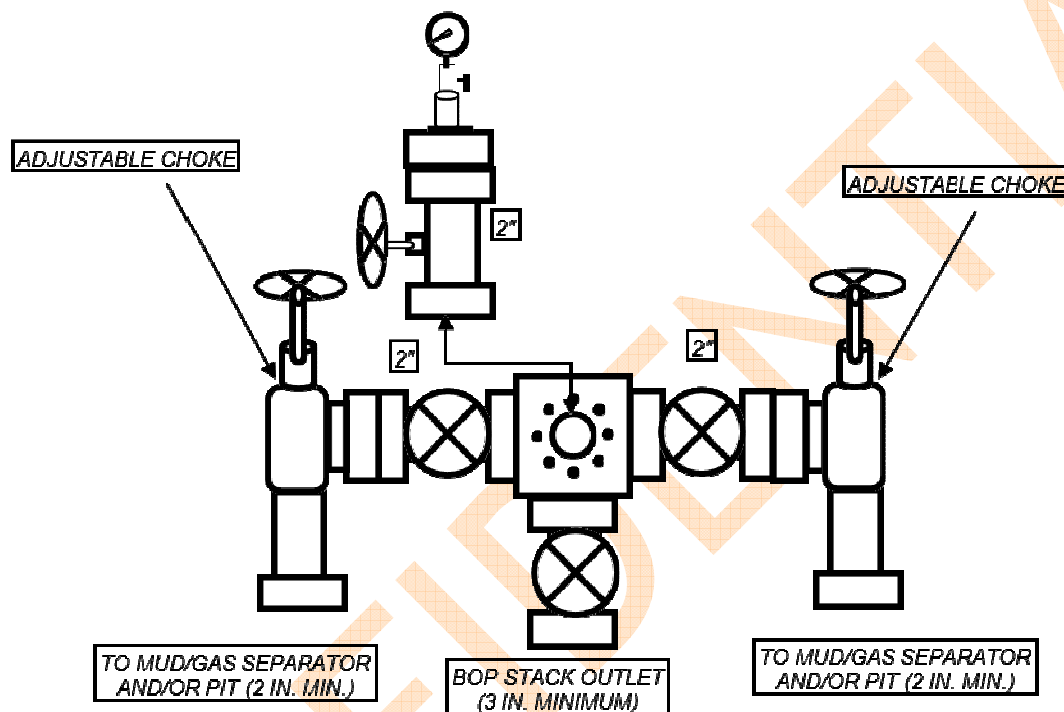 ADJUSTABLE CHOKE
ADJUSTABLE CHOKE
2"
2"
2"
TO MUD/GAS SEPARATOR
AND/OR PIT (2 IN. MIN.)
BOP STACK OUTLET
(3 IN. MINIMUM)
TO MUD/GAS SEPARATOR
AND/OR PIT (2 IN. MIN.)